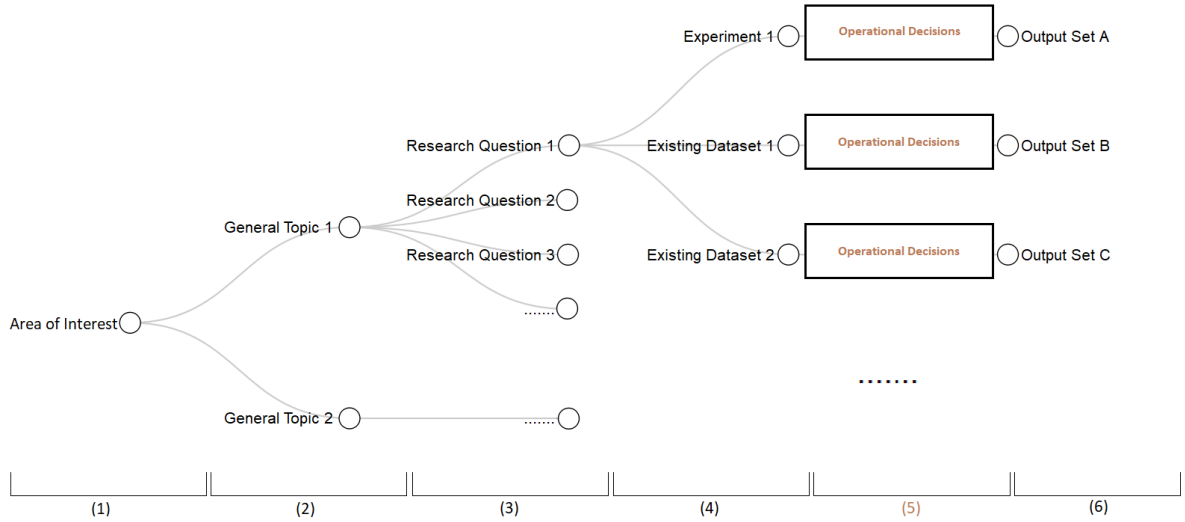 Experiment 1
Operational Decisions
Output Set A
Research Question 1
Existing Dataset 1
Operational Decisions
Output Set B
Research Question 2
General Topic 1
Research Question 3
Existing Dataset 2
Operational Decisions
Output Set C
.......
Area of Interest
.......
General Topic 2
.......
(1)
(2)
(3)
(4)
(5)
(6)